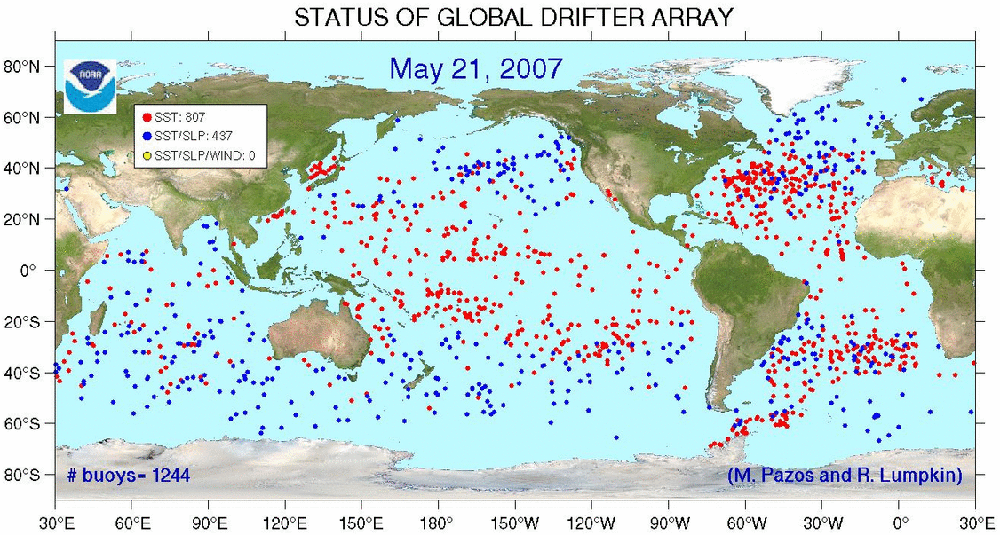 STATUS OF GLOBAL DRIFTER ARRAY
May 21, 2007
NOAA
SST: 807
SST/SLP: 437
SST/SLP/WIND: 0
80°N
60°N
40°N
20°N
0°
20°S
40°S
60°S
80°S
# buoys= 1244
(M. Pazos and R. Lumpkin)
30°E 60°E 90°E 120°E 150°E 180° 150°W 120°W 90°W 60°W 30°W 0° 30°E